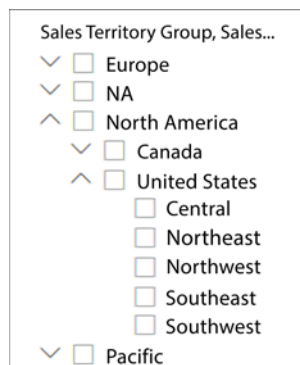 Sales Territory Group, Sales...
Europe
NA
North America
Canada
United States
Central
Northeast
Northwest
Southeast
Southwest
Pacific